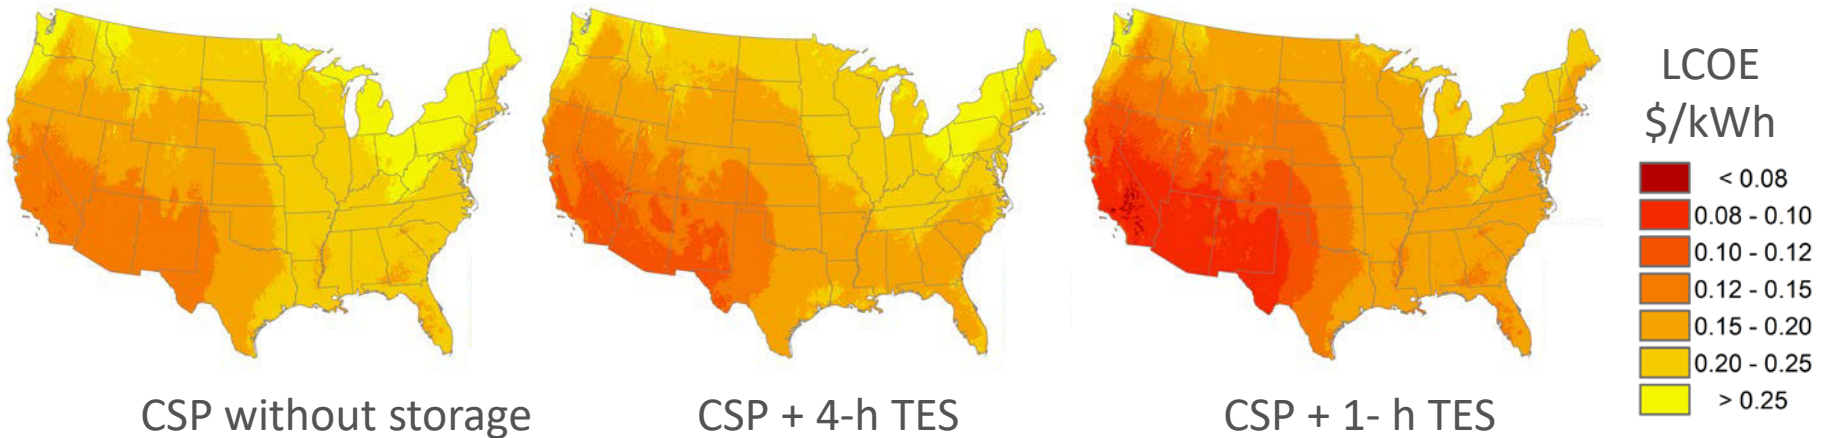 LCOE
$/kWh
< 0.08
0.08 - 0.10
0.10 - 0.12
0.12 - 0.15
0.15 - 0.20
0.20 - 0.25
> 0.25
CSP without storage
CSP + 4-h TES
CSP + 1- h TES